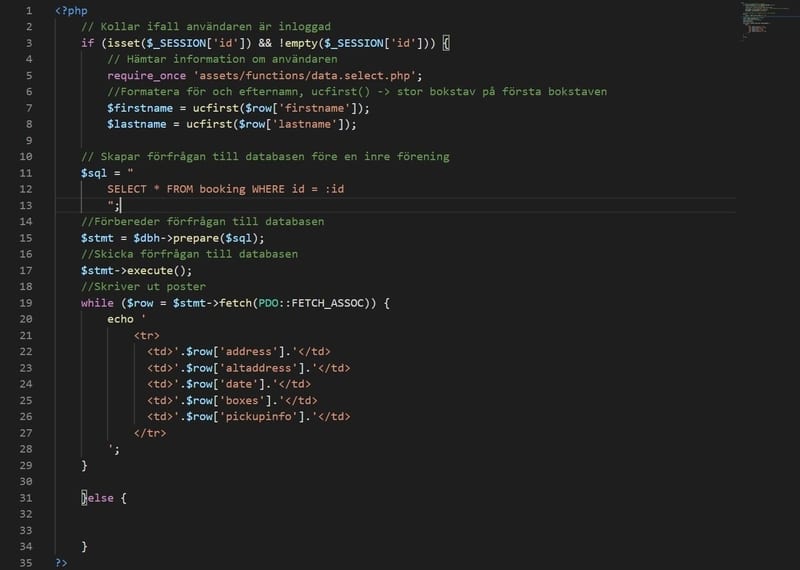 1 <?php
2 // Kollar ifall användaren är inloggad
3 if (isset($_SESSION['id']) && !empty($_SESSION['id'])) {
4 // Hämtar information om användaren
5 require_once 'assets/functions/data.select.php';
6 //Formatera för och efternamn, ucfirst() -> stor bokstav på första bokstaven
7 $firstname = ucfirst($row['firstname']);
8 $lastname = ucfirst($row['lastname']);
9
10 // Skapar förfrågan till databasen före en inre förening
11 $sql = "
12 SELECT * FROM booking WHERE id = :id
13 ";
14 //Förbereder förfrågan till databasen
15 $stmt = $dbh->prepare($sql);
16 //Skicka förfrågan till databasen
17 $stmt->execute();
18 //Skriver ut poster
19 while ($row = $stmt->fetch(PDO::FETCH_ASSOC)) {
20 echo '
21 <tr>
22 <td>'.$row['address'].'</td>
23 <td>'.$row['altaddress'].'</td>
24 <td>'.$row['date'].'</td>
25 <td>'.$row['boxes'].'</td>
26 <td>'.$row['pickupinfo'].'</td>
27 </tr>
28 ';
29 }
30
31 }else {
32
33
34 }
35 ?>